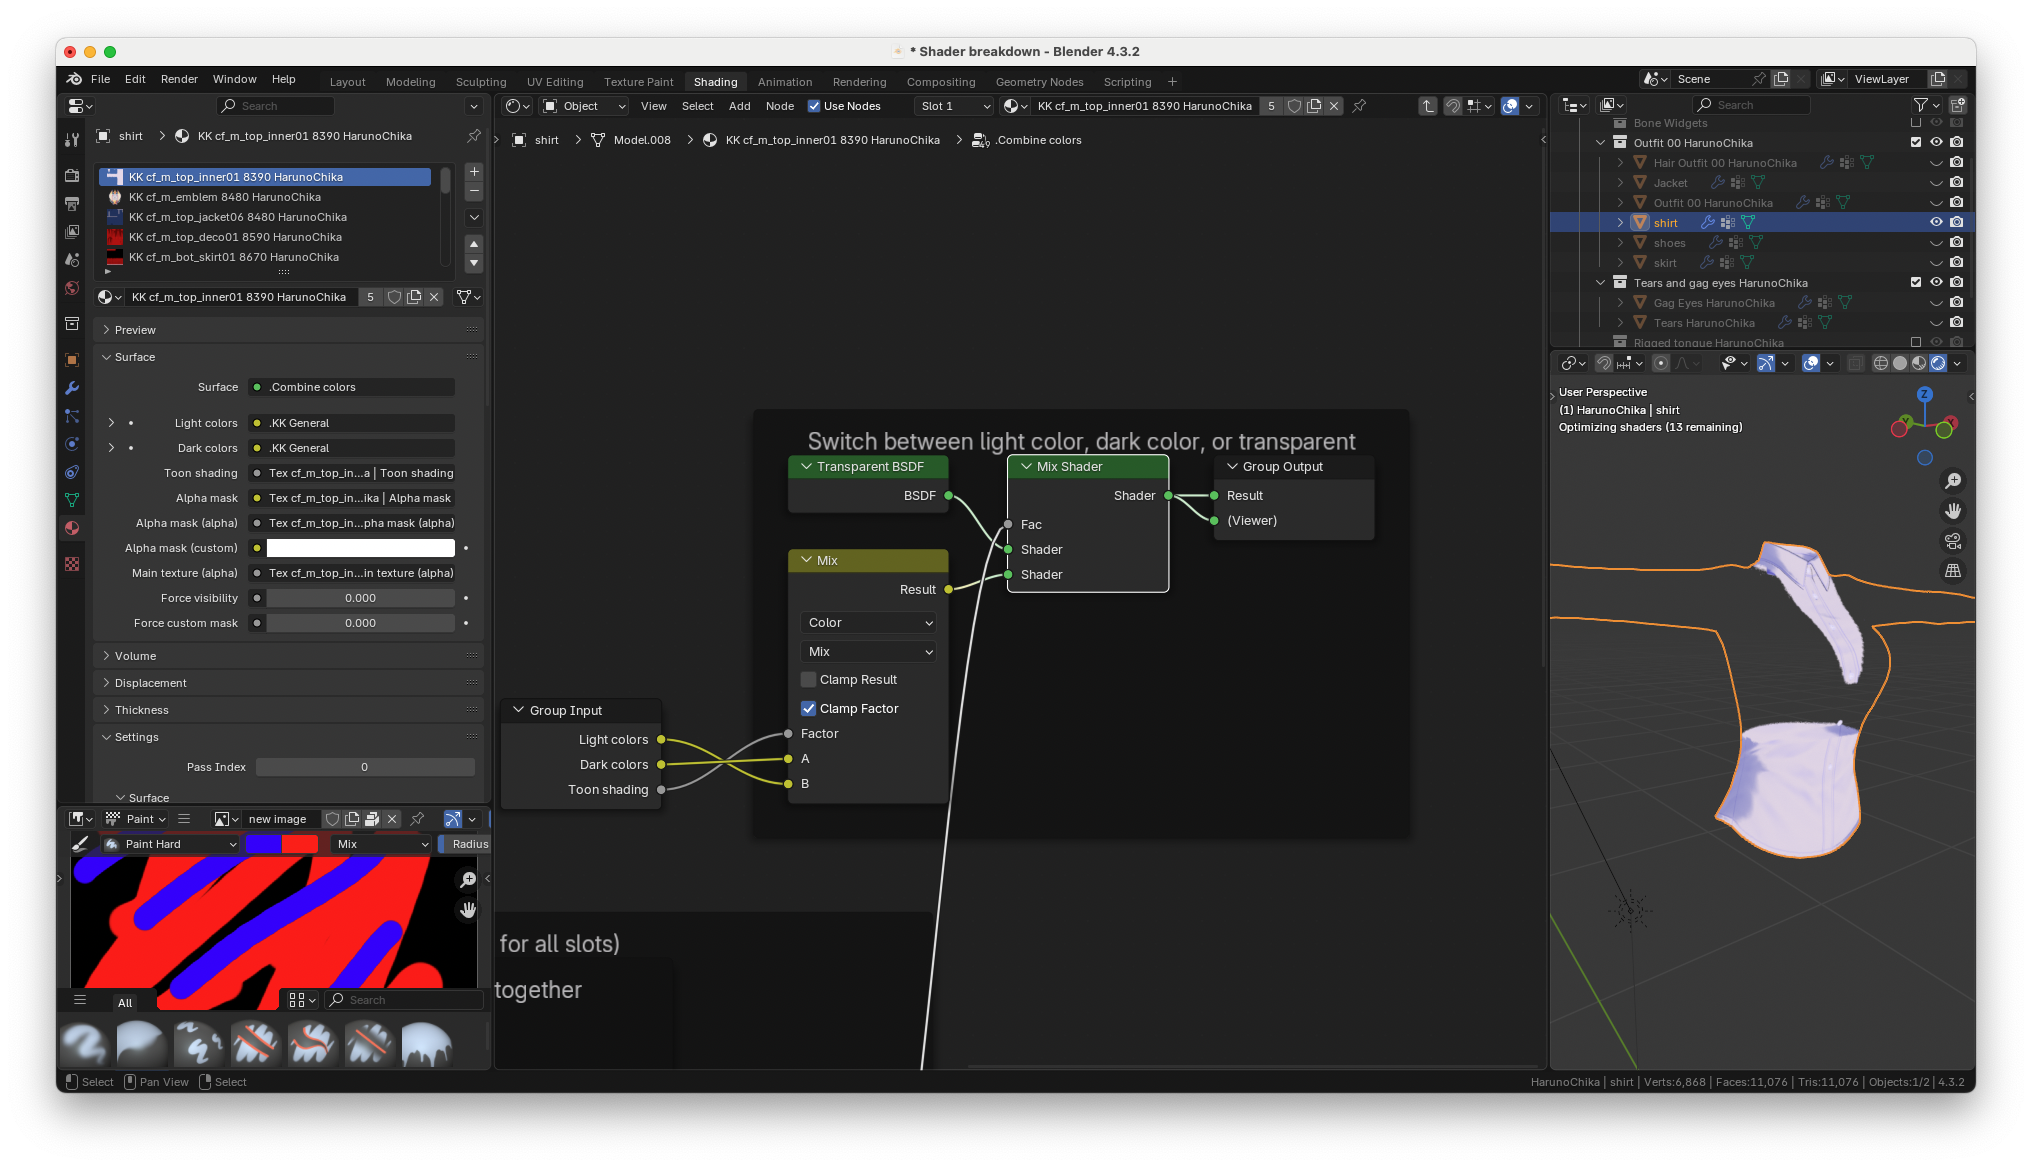 * Shader breakdown - Blender 4.3.2
File Edit Render Window Help
Layout Modeling Sculpting UV Editing Texture Paint Shading Animation Rendering Compositing Geometry Nodes Scripting +
Scene
ViewLayer
Search
Object View Select Add Node Use Nodes Slot 1 KK cf_m_top_inner01 8390 HarunoChika 5
Search
shirt > KK cf_m_top_inner01 8390 HarunoChika
shirt > Model.008 > KK cf_m_top_inner01 8390 HarunoChika > .Combine colors
KK cf_m_top_inner01 8390 HarunoChika
KK cf_m_emblem 8480 HarunoChika
KK cf_m_top_jacket06 8480 HarunoChika
KK cf_m_top_deco01 8590 HarunoChika
KK cf_m_bot_skirt01 8670 HarunoChika
KK cf_m_top_inner01 8390 HarunoChika 5
Preview
Surface
Surface .Combine colors
Light colors .KK General
Dark colors .KK General
Toon shading Tex cf_m_top_in...a | Toon shading
Alpha mask Tex cf_m_top_in...ika | Alpha mask
Alpha mask (alpha) Tex cf_m_top_in...pha mask (alpha)
Alpha mask (custom)
Main texture (alpha) Tex cf_m_top_in...in texture (alpha)
Force visibility 0.000
Force custom mask 0.000
Volume
Displacement
Thickness
Settings
Pass Index 0
Surface
Paint new image
Paint Hard Mix Radius
All Search
Switch between light color, dark color, or transparent
Transparent BSDF
BSDF
Mix Shader
Shader
Fac
Shader
Shader
Group Output
Result
(Viewer)
Mix
Result
Color
Mix
Clamp Result
Clamp Factor
Factor
A
B
Group Input
Light colors
Dark colors
Toon shading
for all slots)
together
Bone Widgets
Outfit 00 HarunoChika
Hair Outfit 00 HarunoChika
Jacket
Outfit 00 HarunoChika
shirt
shoes
skirt
Tears and gag eyes HarunoChika
Gag Eyes HarunoChika
Tears HarunoChika
Rigged tongue HarunoChika
User Perspective
(1) HarunoChika | shirt
Optimizing shaders (13 remaining)
Z
Select Pan View Select
HarunoChika | shirt | Verts:6,868 | Faces:11,076 | Tris:11,076 | Objects:1/2 | 4.3.2